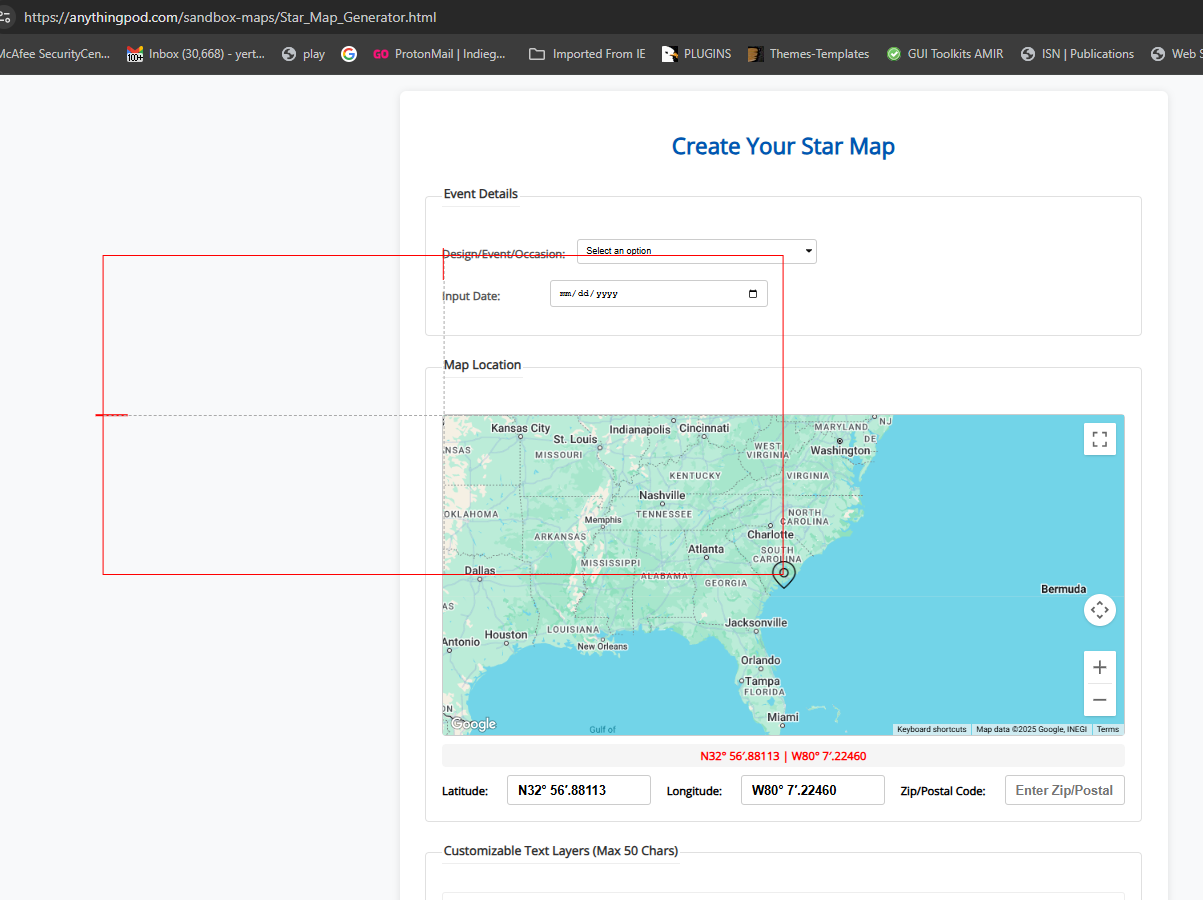 https://anythingpod.com/sandbox-maps/Star_Map_Generator.html
McAfee SecurityCen... 100+ Inbox (30,668) - yert... play G GO ProtonMail | Indieg... Imported From IE PLUGINS Themes-Templates GUI Toolkits AMIR ISN | Publications Web S
Create Your Star Map
Event Details
Design/Event/Occasion: Select an option
Input Date: mm/dd/yyyy
Map Location
Kansas City
St. Louis
Indianapolis
Cincinnati
MARYLAND
NJ
DE
Washington
NSAS
MISSOURI
WEST
VIRGINIA
KENTUCKY
VIRGINIA
Nashville
OKLAHOMA
Memphis
TENNESSEE
NORTH
CAROLINA
ARKANSAS
Charlotte
Atlanta
SOUTH
CAROLINA
MISSISSIPPI
Dallas
ALABAMA
GEORGIA
Bermuda
AS
Jacksonville
Antonio
Houston
LOUISIANA
New Orleans
Orlando
Tampa
FLORIDA
ON
Miami
Google
Gulf of
Keyboard shortcuts Map data ©2025 Google, INEGI Terms
N32° 56′.88113 | W80° 7′.22460
Latitude: N32° 56′.88113 Longitude: W80° 7′.22460 Zip/Postal Code: Enter Zip/Postal
Customizable Text Layers (Max 50 Chars)